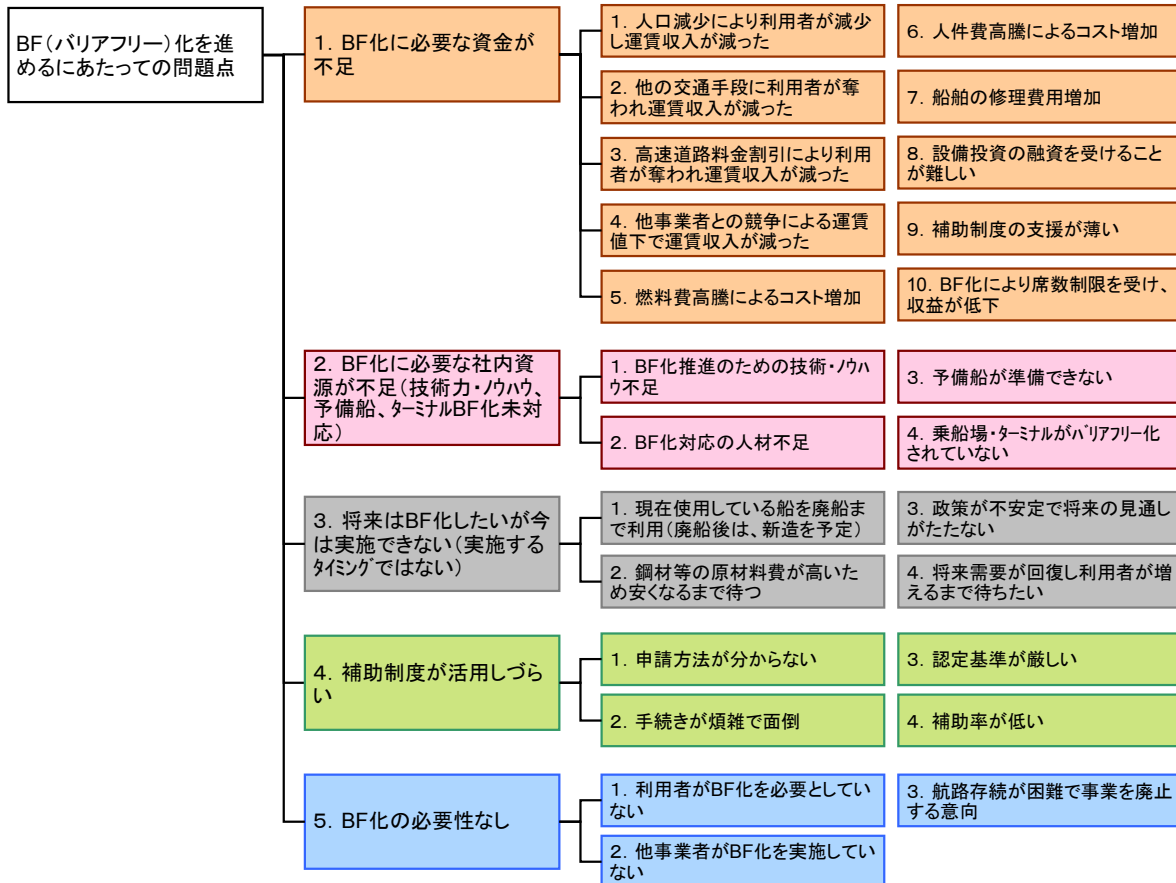 BF（バリアフリー）化を進
めるにあたっての問題点
1．BF化に必要な資金が
不足
1．人口減少により利用者が減少
し運賃収入が減った
2．他の交通手段に利用者が奪
われ運賃収入が減った
3．高速道路料金割引により利用
者が奪われ運賃収入が減った
4．他事業者との競争による運賃
値下で運賃収入が減った
5．燃料費高騰によるコスト増加
6．人件費高騰によるコスト増加
7．船舶の修理費用増加
8．設備投資の融資を受けること
が難しい
9．補助制度の支援が薄い
10．BF化により席数制限を受け、
収益が低下
2．BF化に必要な社内資
源が不足（技術力・ﾉｳﾊｳ、
予備船、ﾀｰﾐﾅﾙBF化未対
応）
1．BF化推進のための技術・ﾉｳﾊ
ｳ不足
2．BF化対応の人材不足
3．予備船が準備できない
4．乗船場・ﾀｰﾐﾅﾙがﾊﾞﾘｱﾌﾘｰ化
されていない
3．将来はBF化したいが今
は実施できない（実施する
ﾀｲﾐﾝｸﾞではない）
1．現在使用している船を廃船ま
で利用（廃船後は、新造を予定）
2．鋼材等の原材料費が高いた
め安くなるまで待つ
3．政策が不安定で将来の見通し
がたたない
4．将来需要が回復し利用者が増
えるまで待ちたい
4．補助制度が活用しづら
い
1．申請方法が分からない
2．手続きが煩雑で面倒
3．認定基準が厳しい
4．補助率が低い
5．BF化の必要性なし
1．利用者がBF化を必要としてい
ない
2．他事業者がBF化を実施してい
ない
3．航路存続が困難で事業を廃止
する意向